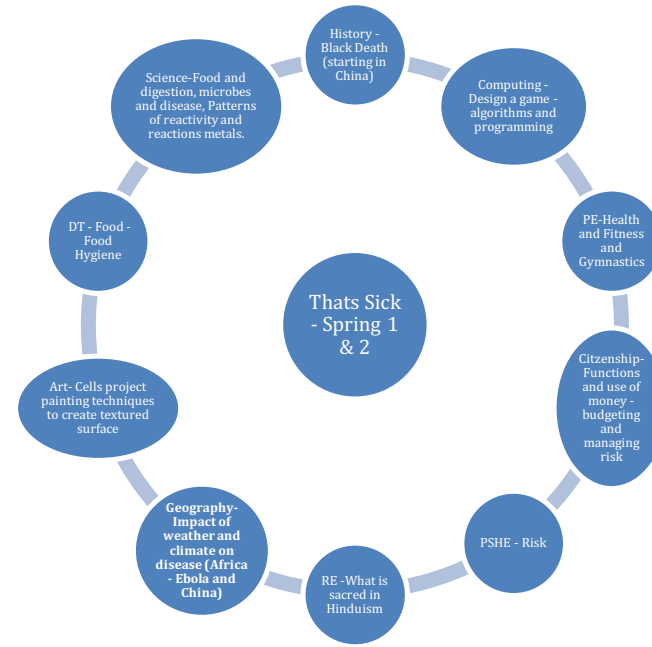 History -
Black Death
(starting in
China)
Computing -
Design a game -
algorithms and
programming
PE-Health
and Fitness
and
Gymnastics
Citzenship-
Functions
and use of
money -
budgeting
and
managing
risk
PSHE - Risk
RE -What is
sacred in
Hinduism
Geography-
Impact of
weather and
climate on
disease (Africa
- Ebola and
China)
Art- Cells project
painting techniques
to create textured
surface
DT - Food -
Food
Hygiene
Science-Food and
digestion, microbes
and disease, Patterns
of reactivity and
reactions metals.
Thats Sick
- Spring 1
& 2